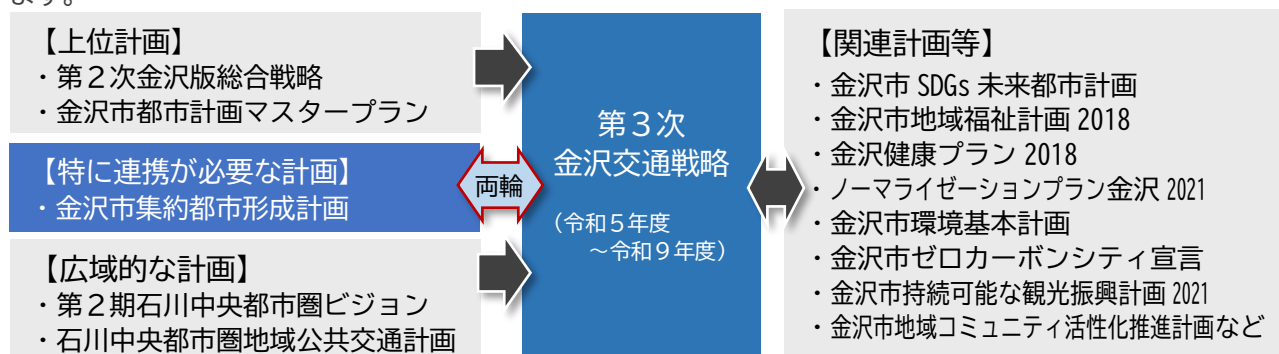 ます。
【上位計画】
・第２次金沢版総合戦略
・金沢市都市計画マスタープラン
【特に連携が必要な計画】
・金沢市集約都市形成計画
【広域的な計画】
・第２期石川中央都市圏ビジョン
・石川中央都市圏地域公共交通計画
両輪
第３次
金沢交通戦略
（令和５年度
～令和９年度）
【関連計画等】
・金沢市 SDGs 未来都市計画
・金沢市地域福祉計画 2018
・金沢健康プラン 2018
・ノーマライゼーションプラン金沢 2021
・金沢市環境基本計画
・金沢市ゼロカーボンシティ宣言
・金沢市持続可能な観光振興計画 2021
・金沢市地域コミュニティ活性化推進計画など